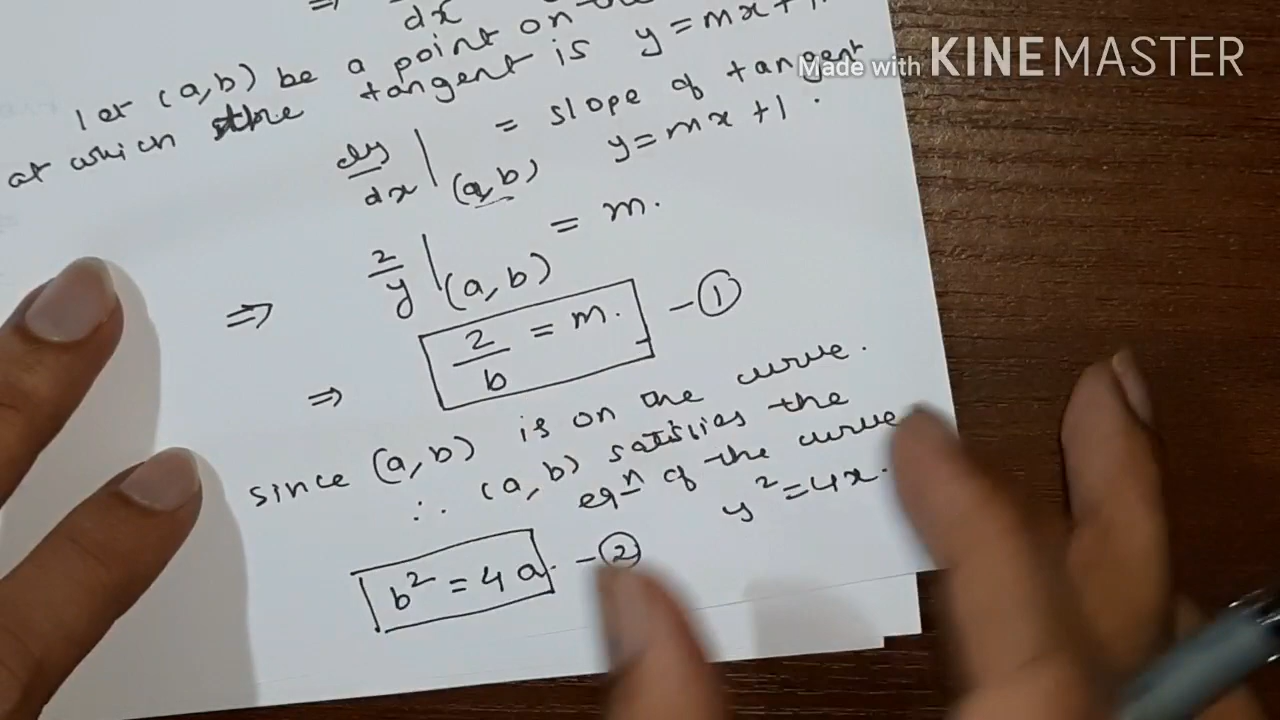 ⇒ dx
let (a,b) be a point on the
at which the tangent is y = mx + 1.
Made with KINEMASTER
dy/dx | (a,b) = slope of tangent
y = mx + 1.
⇒ 2/y | (a,b) = m.
⇒ 2/b = m. - ①
since (a,b) is on the curve.
∴ (a,b) satisfies the
eqn of the curve
y² = 4x.
b² = 4a. - ②